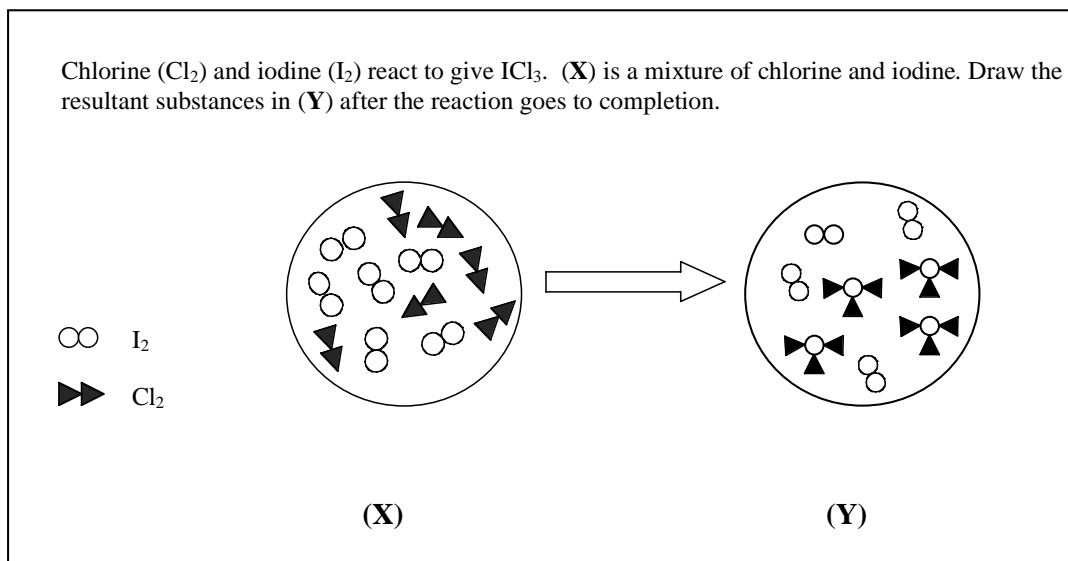 Chlorine (Cl₂) and iodine (I₂) react to give ICl₃. (X) is a mixture of chlorine and iodine. Draw the
resultant substances in (Y) after the reaction goes to completion.
I₂
Cl₂
(X)
(Y)